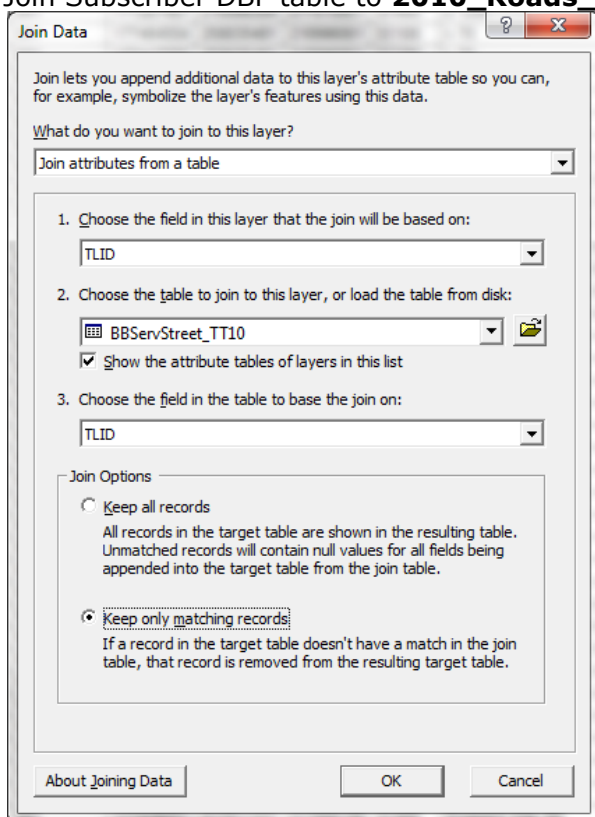 Join Subscriber DBF table to 2010_Roads_
Join Data
Join lets you append additional data to this layer's attribute table so you can,
for example, symbolize the layer's features using this data.
What do you want to join to this layer?
Join attributes from a table
1. Choose the field in this layer that the join will be based on:
TLID
2. Choose the table to join to this layer, or load the table from disk:
BBServStreet_TT10
Show the attribute tables of layers in this list
3. Choose the field in the table to base the join on:
TLID
Join Options
Keep all records
All records in the target table are shown in the resulting table.
Unmatched records will contain null values for all fields being
appended into the target table from the join table.
Keep only matching records
If a record in the target table doesn't have a match in the join
table, that record is removed from the resulting target table.
About Joining Data OK Cancel